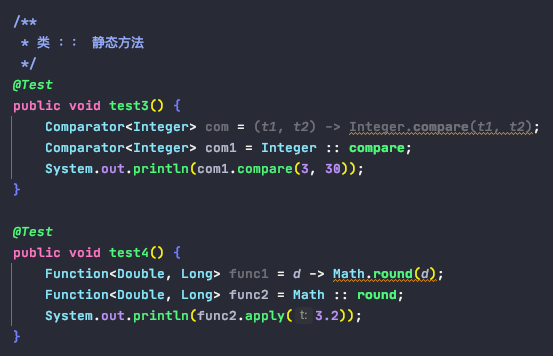 /**
 * 类 :: 静态方法
 */
@Test
public void test3() {
    Comparator<Integer> com = (t1, t2) -> Integer.compare(t1, t2);
    Comparator<Integer> com1 = Integer :: compare;
    System.out.println(com1.compare(3, 30));
}
@Test
public void test4() {
    Function<Double, Long> func1 = d -> Math.round(d);
    Function<Double, Long> func2 = Math :: round;
    System.out.println(func2.apply( t: 3.2));
}